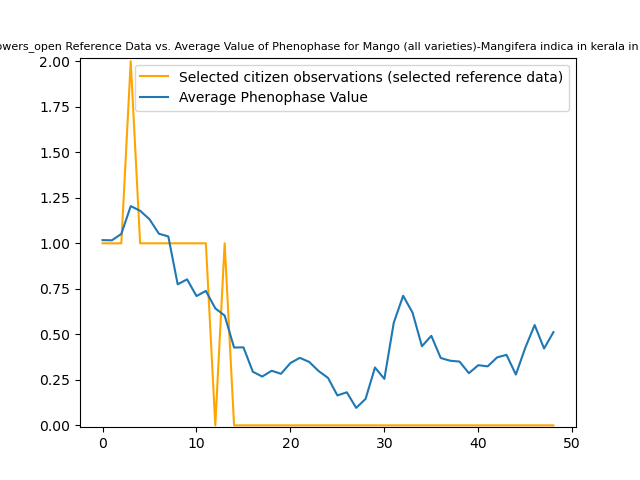 owers_open Reference Data vs. Average Value of Phenophase for Mango (all varieties)-Mangifera indica in kerala in
Selected citizen observations (selected reference data)
Average Phenophase Value
2.00
1.75
1.50
1.25
1.00
0.75
0.50
0.25
0.00
0 10 20 30 40 50